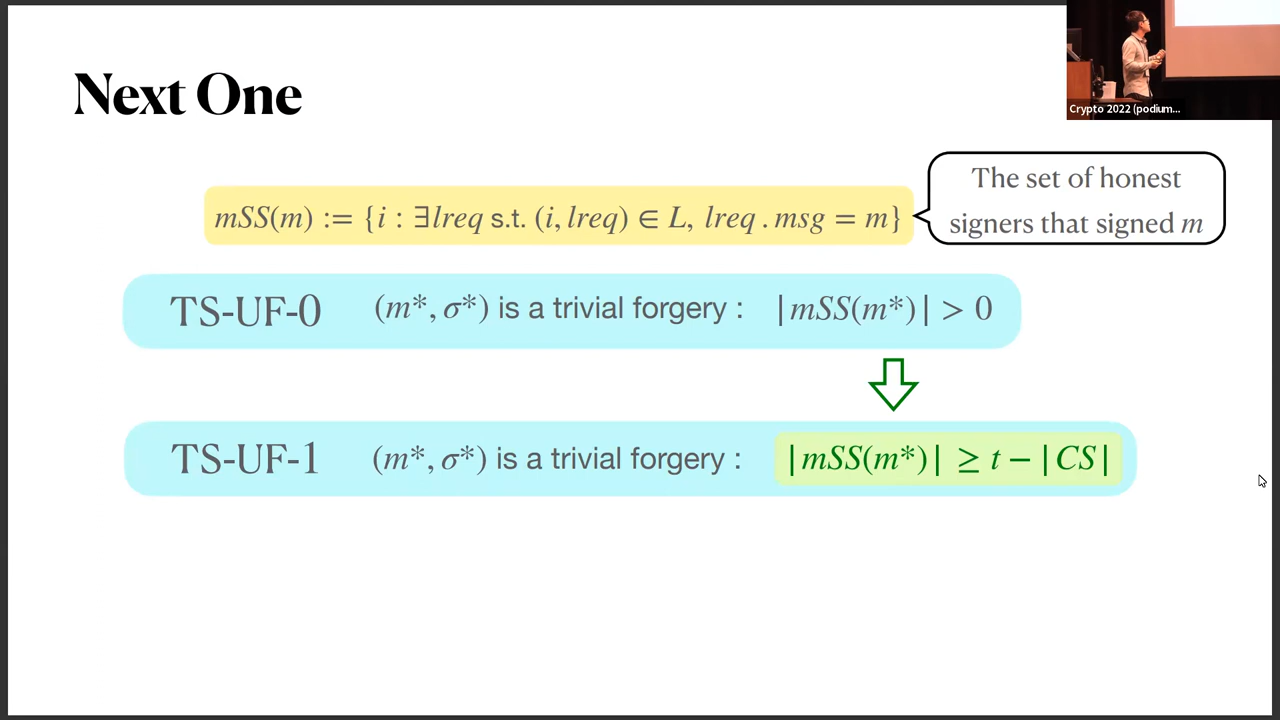 Next One
Crypto 2022 (podium...
The set of honest
signers that signed m
mSS(m) := {i : ∃lreq s.t. (i, lreq) ∈ L, lreq . msg = m}
TS-UF-0 (m*, σ*) is a trivial forgery : |mSS(m*)| > 0
TS-UF-1 (m*, σ*) is a trivial forgery : |mSS(m*)| ≥ t − |CS|